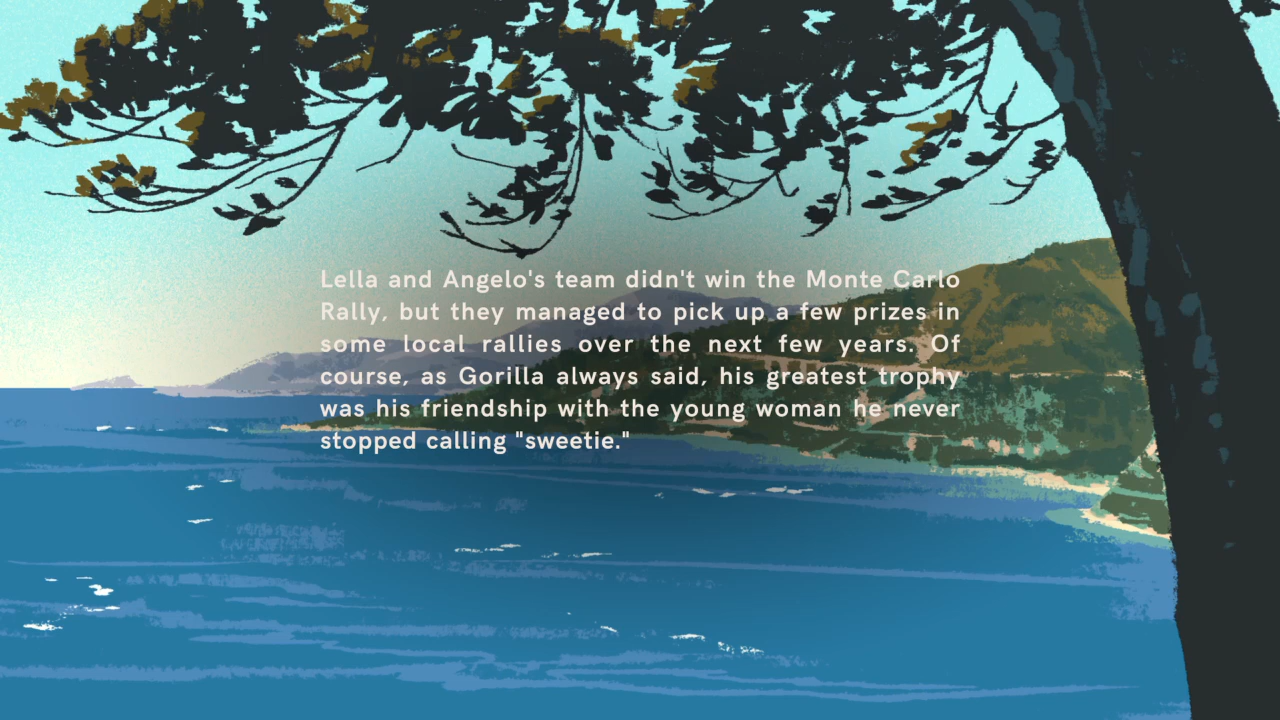 Lella and Angelo's team didn't win the Monte Carlo
Rally, but they managed to pick up a few prizes in
some local rallies over the next few years. Of
course, as Gorilla always said, his greatest trophy
was his friendship with the young woman he never
stopped calling "sweetie."